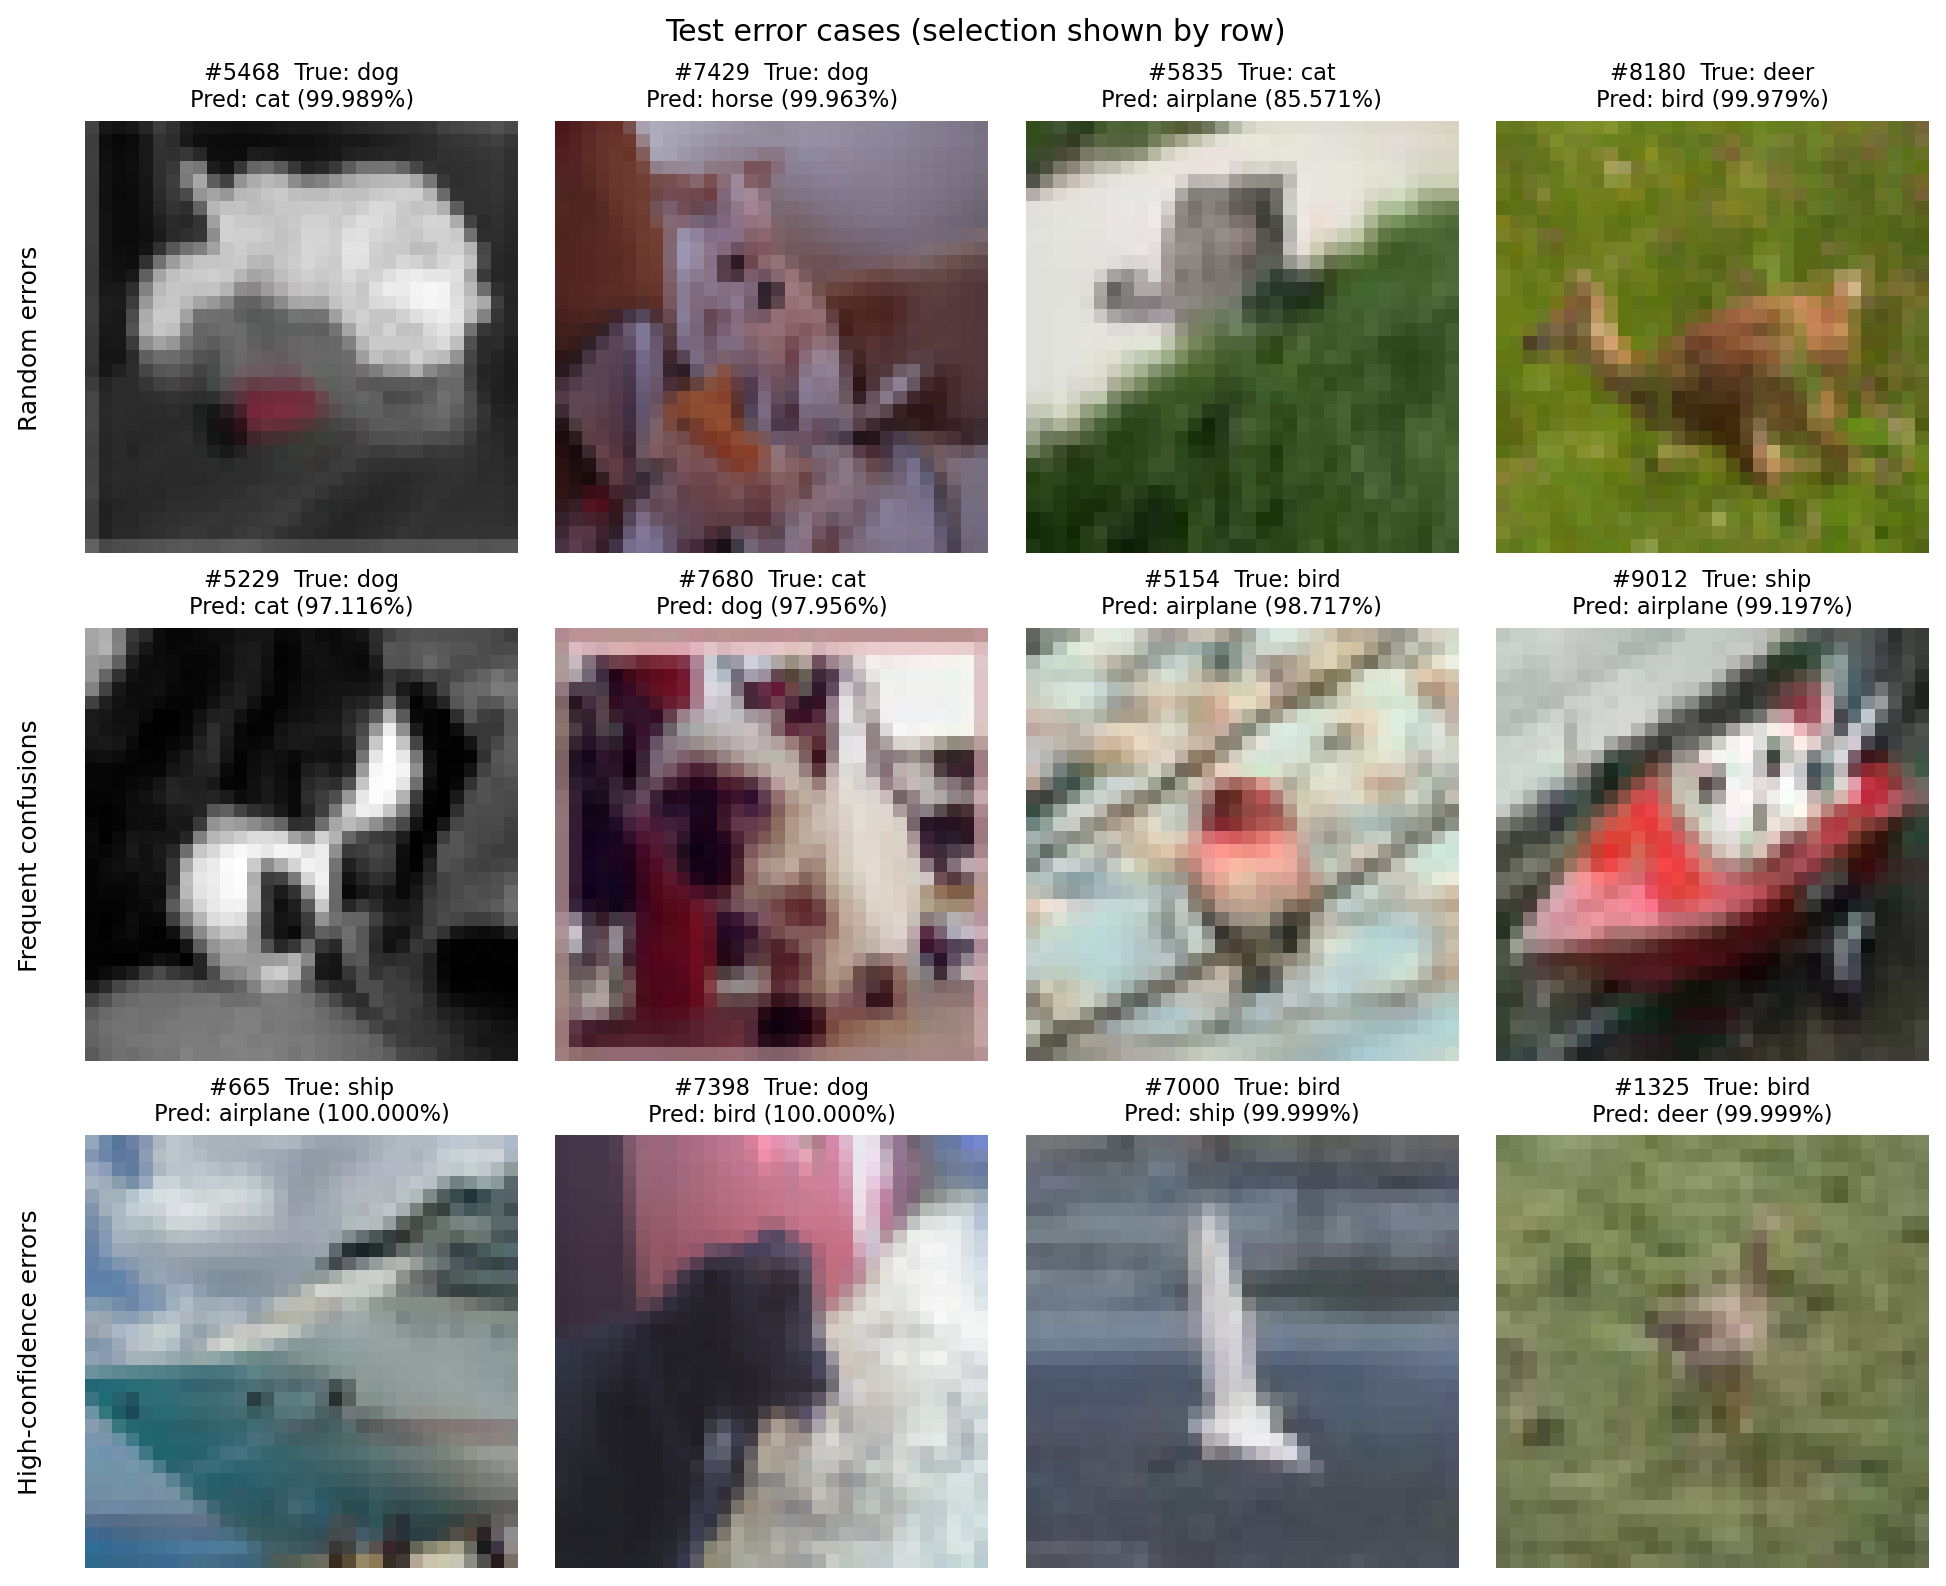 Test error cases (selection shown by row)
#5468  True: dog
Pred: cat (99.989%)
#7429  True: dog
Pred: horse (99.963%)
#5835  True: cat
Pred: airplane (85.571%)
#8180  True: deer
Pred: bird (99.979%)
Random errors
#5229  True: dog
Pred: cat (97.116%)
#7680  True: cat
Pred: dog (97.956%)
#5154  True: bird
Pred: airplane (98.717%)
#9012  True: ship
Pred: airplane (99.197%)
Frequent confusions
#665  True: ship
Pred: airplane (100.000%)
#7398  True: dog
Pred: bird (100.000%)
#7000  True: bird
Pred: ship (99.999%)
#1325  True: bird
Pred: deer (99.999%)
High-confidence errors